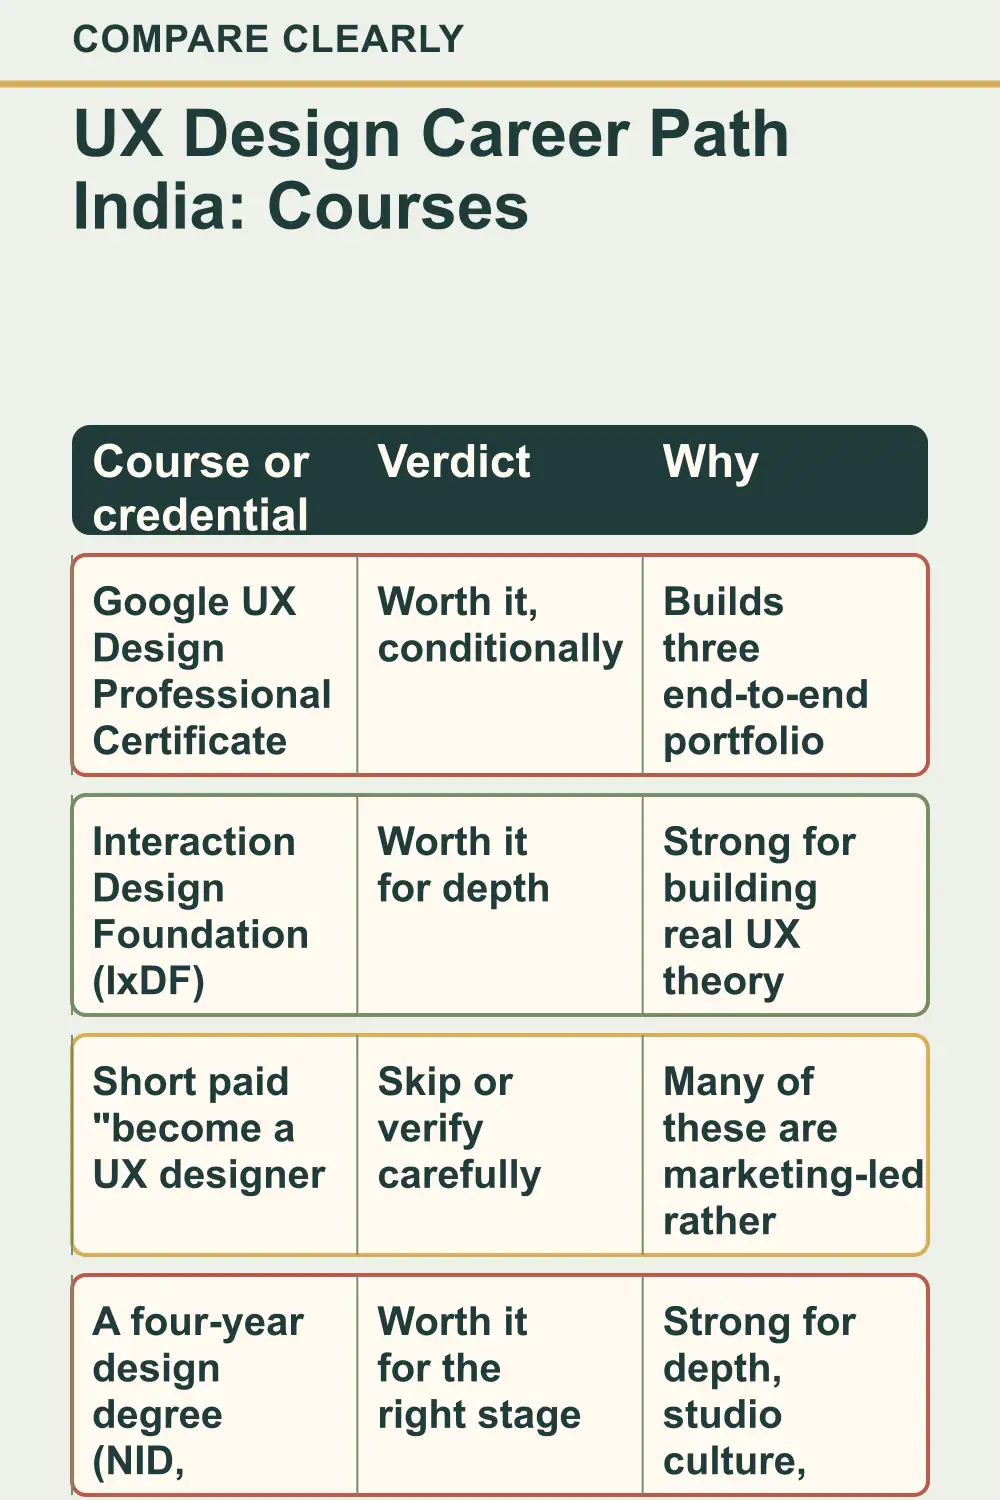 COMPARE CLEARLY
UX Design Career Path
India: Courses
Course or
credential
Verdict
Why
Google UX
Design
Professional
Certificate
Worth it,
conditionally
Builds
three
end-to-end
portfolio
Interaction
Design
Foundation
(IxDF)
Worth it
for depth
Strong for
building
real UX
theory
Short paid
"become a
UX designer
Skip or
verify
carefully
Many of
these are
marketing-led
rather
A four-year
design
degree
(NID,
Worth it
for the
right stage
Strong for
depth,
studio
culture,